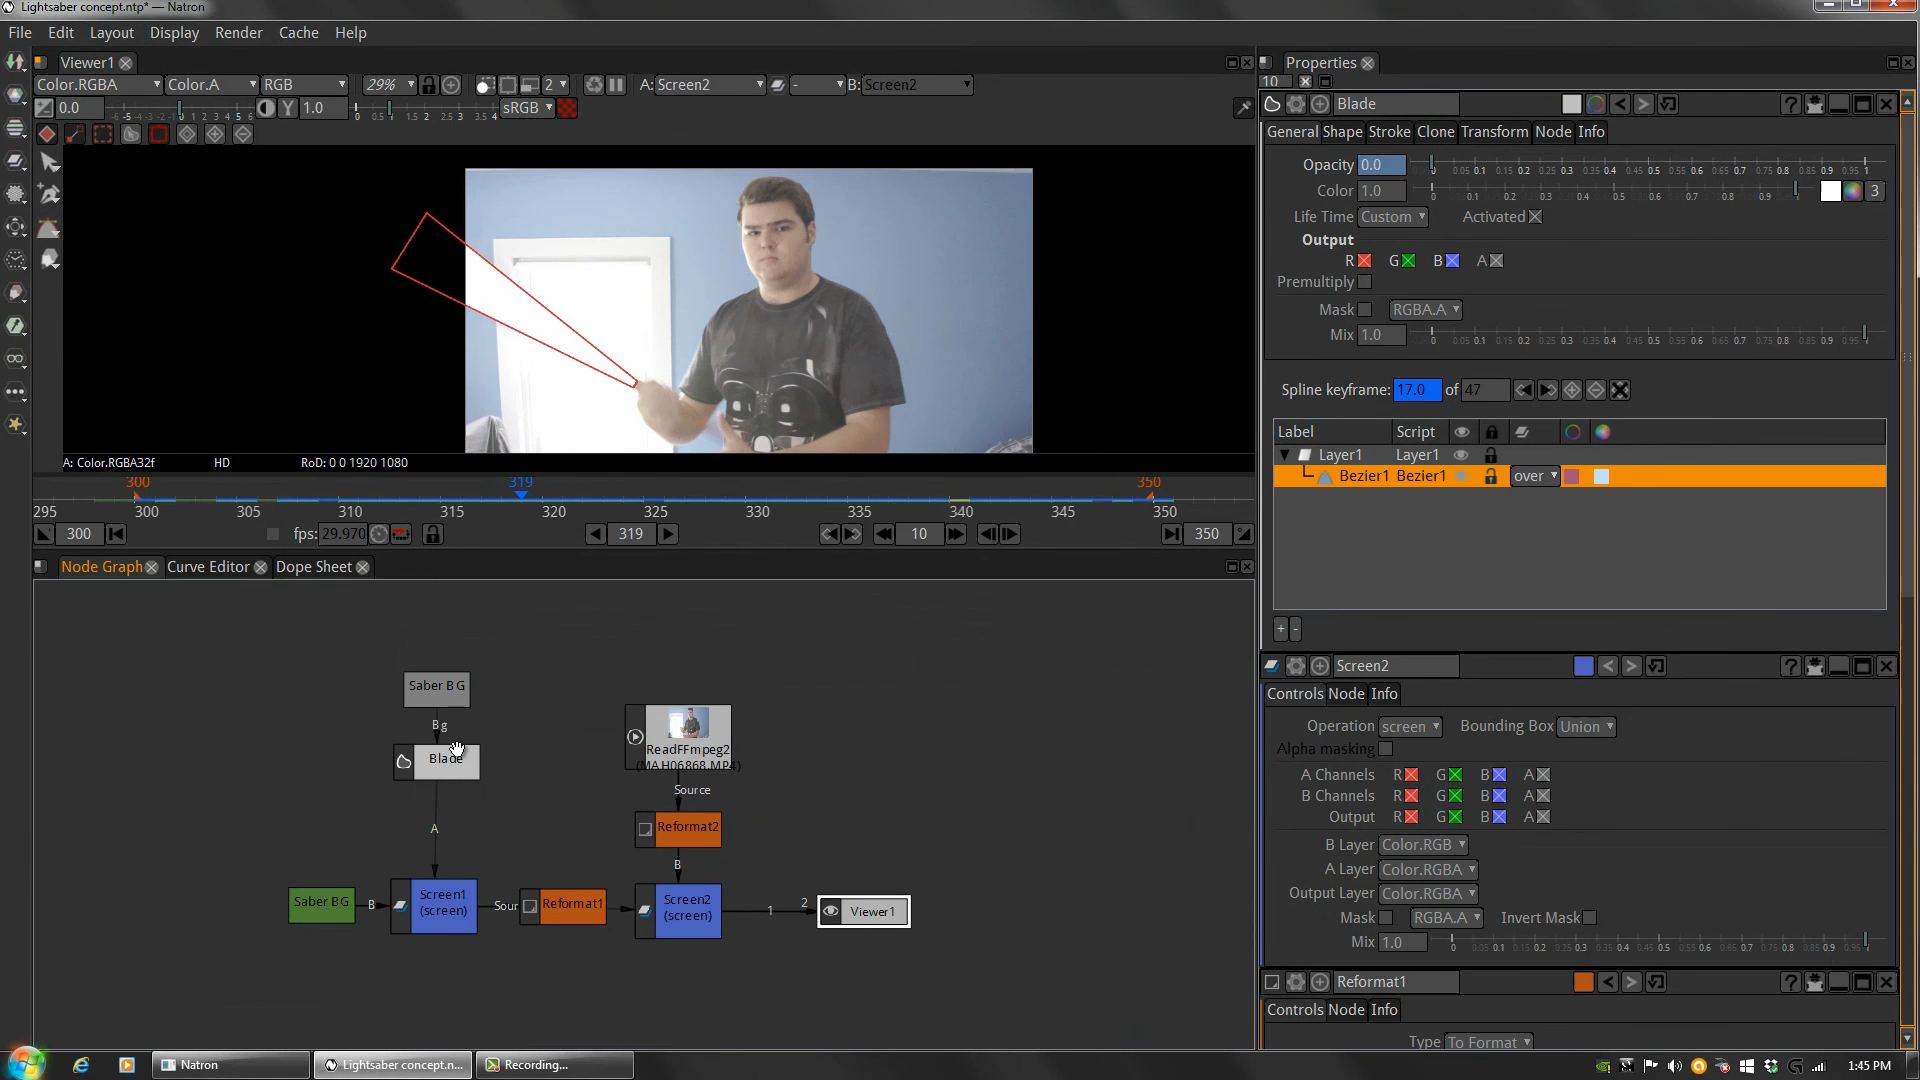 Lightsaber concept.ntp* — Natron
File Edit Layout Display Render Cache Help
Viewer1
Properties
Color.RGBA Color.A RGB 29% 2 A: Screen2 - B: Screen2
10
0.0 Y 1.0 0 1 2 3 4 sRGB
Blade
General Shape Stroke Clone Transform Node Info
Opacity 0.0
Color 1.0 3
Life Time Custom Activated
Output
R G B A
Premultiply
Mask RGBA.A
Mix 1.0
Spline keyframe: 17.0 of 47
Label Script
Layer1 Layer1
Bezier1 Bezier1 over
+ -
A: Color.RGBA32f HD RoD: 0 0 1920 1080
300 319 350
295 300 305 310 315 320 325 330 335 340 345 350
300 fps: 29.970 319 10 350
Node Graph Curve Editor Dope Sheet
Saber BG
Bg
Blade
A
ReadFFmpeg2
(MAH06868.MP4)
Source
Reformat2
B
Saber BG B Screen1
(screen)
Sour Reformat1
Screen2
(screen)
1 2 Viewer1
Screen2
Controls Node Info
Operation screen Bounding Box Union
Alpha masking
A Channels R G B A
B Channels R G B A
Output R G B A
B Layer Color.RGB
A Layer Color.RGBA
Output Layer Color.RGBA
Mask RGBA.A Invert Mask
Mix 1.0
Reformat1
Controls Node Info
Type To Format
Natron Lightsaber concept.n... Recording... 1:45 PM